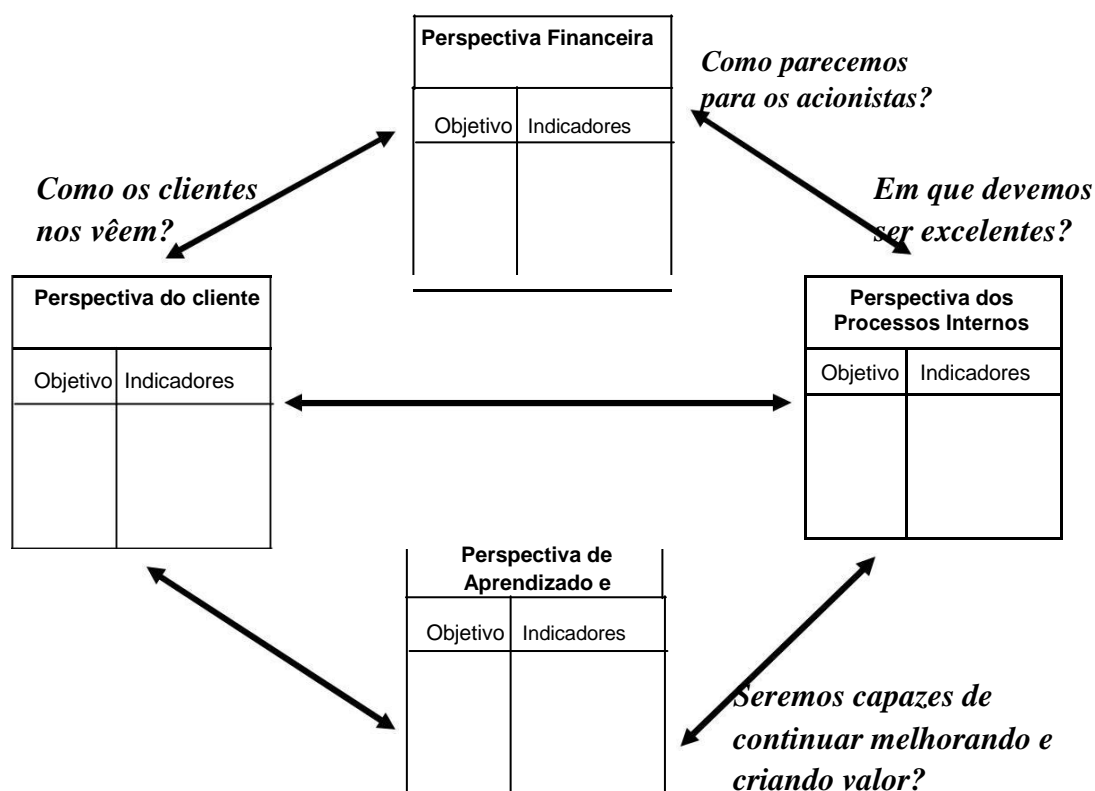 Perspectiva Financeira
Como parecemos
para os acionistas?
Objetivo Indicadores
Como os clientes
nos vêem?
Em que devemos
ser excelentes?
Perspectiva do cliente
Objetivo Indicadores
Perspectiva dos
Processos Internos
Objetivo Indicadores
Perspectiva de
Aprendizado e
Objetivo Indicadores
Seremos capazes de
continuar melhorando e
criando valor?